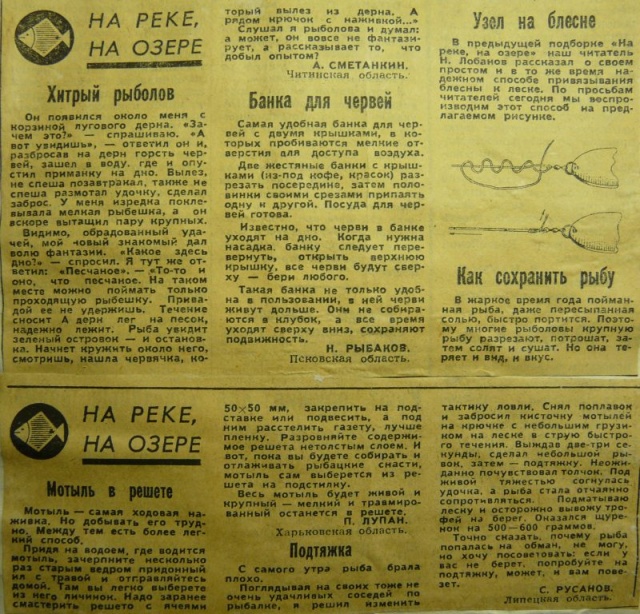 НА РЕКЕ,
НА ОЗЕРЕ
Хитрый рыболов
Он появился около меня с
корзиной лугового дерна. «За-
чем это?» — спрашиваю. «А
вот увидишь», — ответил он и,
разбросав на дерн горсть чер-
вей, зашел в воду, где и опу-
стил приманку на дно. Вылез,
не спеша позавтракал, также не
спеша размотал удочку, сделал
заброс. У меня изредка покле-
вывала мелкая рыбешка, а он
вскоре вытащил пару крупных.
Видимо, обрадованный уда-
чей, мой новый знакомый дал
волю фантазии. «Какое здесь
дно?» — спросил. Я тут же от-
ветил: «Песчаное». — «То-то и
оно, что песчаное. На таком
месте можно поймать только
проходящую рыбешку. Прива-
дой ее не удержишь. Течение
сносит. А дерн лег на песок,
надежно лежит. Рыба увидит
зеленый островок — и останов-
ка. Начнет кружить около него,
смотришь, нашла червячка, ко-
торый вылез из дерна. А
рядом крючок с наживкой...»
Слушал я рыболова и думал:
а может, он вовсе не фантази-
рует, а рассказывает то, что
добыл опытом?
А. СМЕТАНКИН.
Читинская область.
Банка для червей
Самая удобная банка для чер-
вей с двумя крышками, в ко-
торых пробиваются мелкие от-
верстия для доступа воздуха.
Две жестяные банки с крыш-
ками (из-под кофе, красок) раз-
резать посередине, затем поло-
винки своими срезами припаять
одну к другой. Посуда для чер-
вей готова.
Известно, что черви в банке
уходят на дно. Когда нужна
насадка, банку следует пере-
вернуть, открыть верхнюю
крышку, все черви будут свер-
ху — бери любого.
Такая банка не только удоб-
на в пользовании, в ней черви
живут дольше. Они не собира-
ются в клубок, а все время
уходят сверху вниз, сохраняют
подвижность.
Н. РЫБАКОВ.
Псковская область.
Узел на блесне
В предыдущей подборке «На
реке, на озере» наш читатель
Н. Лобанов рассказал о своем
простом и в то же время на-
дежном способе привязывания
блесны к леске. По просьбам
читателей сегодня мы воспро-
изводим этот способ на пред-
лагаемом рисунке.
Как сохранить рыбу
В жаркое время года пойман-
ная рыба, даже пересыпанная
солью, быстро портится. Поэто-
му многие рыболовы крупную
рыбу разрезают, потрошат, за-
тем солят и сушат. Но она те-
ряет и вид, и вкус.
НА РЕКЕ,
НА ОЗЕРЕ
Мотыль в решете
Мотыль — самая ходовая на-
живка. Но добывать его труд-
но. Между тем есть более лег-
кий способ.
Придя на водоем, где водится
мотыль, зачерпните несколько
раз старым ведром придонный
ил с травой и отправляйтесь
домой. Там вы легко выберете
из него личинок. Надо заранее
смастерить решето с ячеями
50×50 мм, закрепить на под-
ставке или подвесить, а под
ним расстелить газету, лучше
пленку. Разровняйте содержи-
мое решета нетолстым слоем. И
вот, пока вы будете собирать и
отлаживать рыбацкие снасти,
мотыль сам выберется из ре-
шета на подстилку.
Весь мотыль будет живой и
крупный — мелкий и травмиро-
ванный останется в решете.
П. ЛУПАН.
Харьковская область.
Подтяжка
С самого утра рыба брала
плохо.
Поглядывая на своих тоже не
очень удачливых соседей по
рыбалке, я решил изменить
тактику ловли. Снял поплавок
и забросил кисточку мотылей
на крючке с небольшим грузи-
ком на леске в струю быстро-
го течения. Выждав две-три се-
кунды, сделал небольшой ры-
вок, затем — подтяжку. Неожи-
данно почувствовал толчок. Под
живой тяжестью согнулась
удочка, а рыба стала отчаянно
сопротивляться. Подматываю
леску и осторожно вывожу тро-
фей на берег. Оказался щуре-
нок на 500—600 граммов.
Точно сказать, почему рыба
попалась на обман, не мо-
гу, но хочу посоветовать: если у
вас не берет, попробуйте на
подтяжку, может, и вам пове-
зет.
С. РУСАНОВ.
Липецкая область.